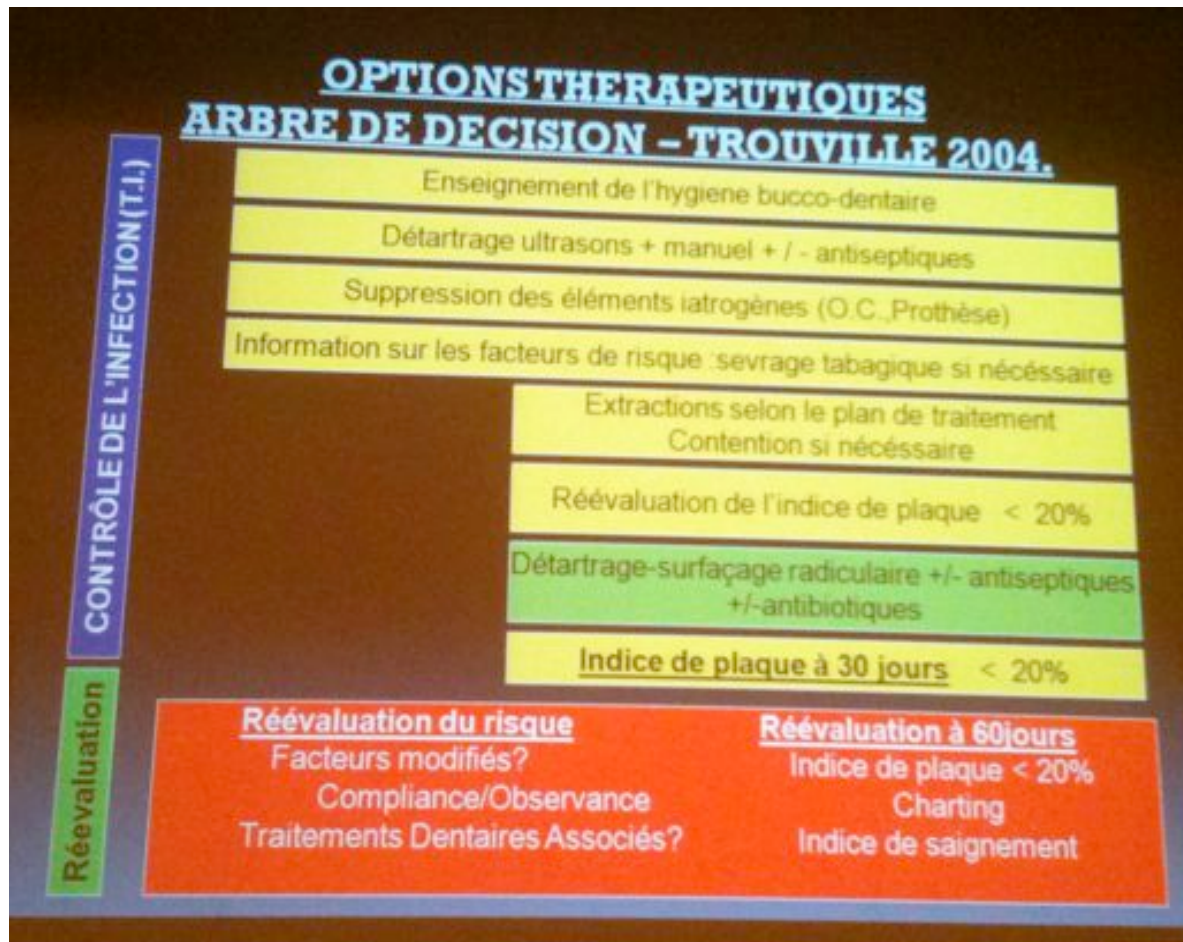 OPTIONS THERAPEUTIQUES
ARBRE DE DECISION – TROUVILLE 2004.
CONTRÔLE DE L'INFECTION (T.I.)
Enseignement de l'hygiene bucco-dentaire
Détartrage ultrasons + manuel + / - antiseptiques
Suppression des éléments iatrogènes (O.C.,Prothèse)
Information sur les facteurs de risque :sevrage tabagique si nécéssaire
Extractions selon le plan de traitement
Contention si nécéssaire
Réévaluation de l'indice de plaque < 20%
Détartrage-surfaçage radiculaire +/- antiseptiques
+/-antibiotiques
Indice de plaque à 30 jours < 20%
Réevaluation
Réévaluation du risque
Facteurs modifiés?
Compliance/Observance
Traitements Dentaires Associés?
Réévaluation à 60jours
Indice de plaque < 20%
Charting
Indice de saignement